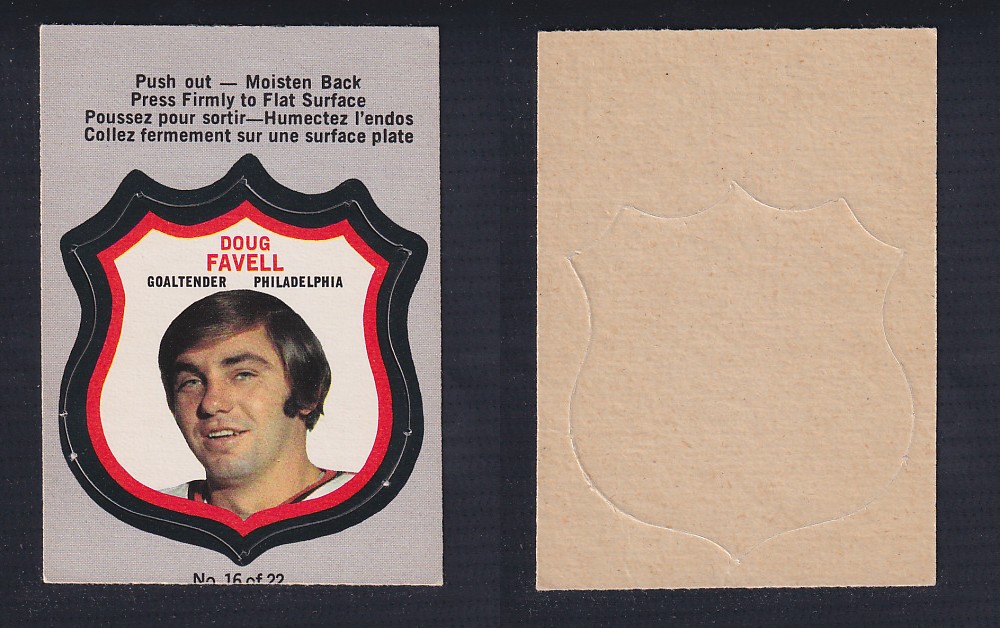 Push out — Moisten Back
Press Firmly to Flat Surface
Poussez pour sortir—Humectez l'endos
Collez fermement sur une surface plate
DOUG
FAVELL
GOALTENDER PHILADELPHIA
No. 16 of 22